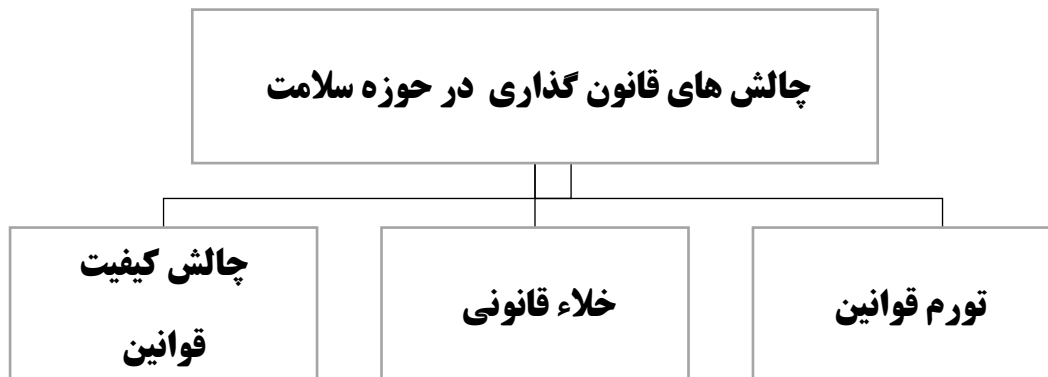 چالش های قانون گذاری در حوزه سلامت
تورم قوانین
خلاء قانونی
چالش کیفیت
قوانین